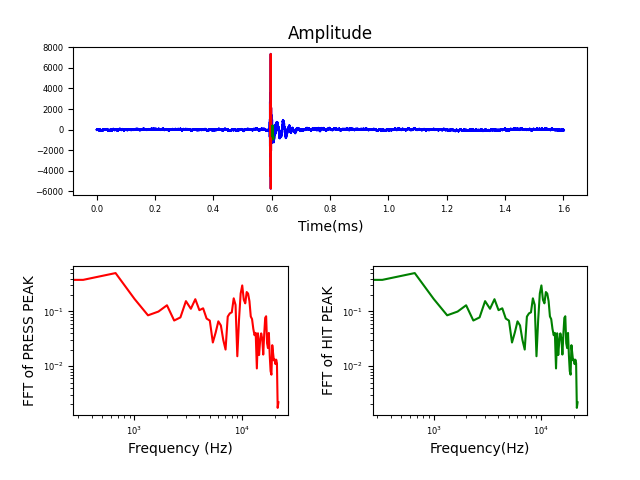 Amplitude
8000
6000
4000
2000
0
−2000
−4000
−6000
0.0 0.2 0.4 0.6 0.8 1.0 1.2 1.4 1.6
Time(ms)
FFT of PRESS PEAK
10⁻¹
10⁻²
10³ 10⁴
Frequency (Hz)
FFT of HIT PEAK
10⁻¹
10⁻²
10³ 10⁴
Frequency(Hz)